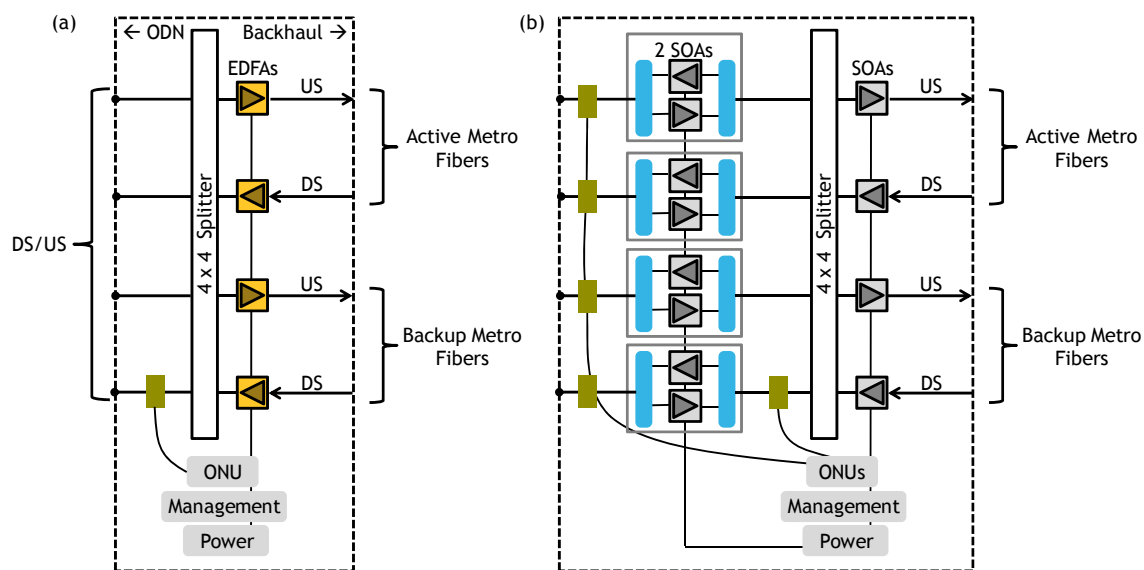 (a)
← ODN
Backhaul →
EDFAs
US
DS
US
DS
4 x 4 Splitter
DS/US
Active Metro
Fibers
Backup Metro
Fibers
ONU
Management
Power
(b)
2 SOAs
SOAs
US
DS
US
DS
4 x 4 Splitter
Active Metro
Fibers
Backup Metro
Fibers
ONUs
Management
Power